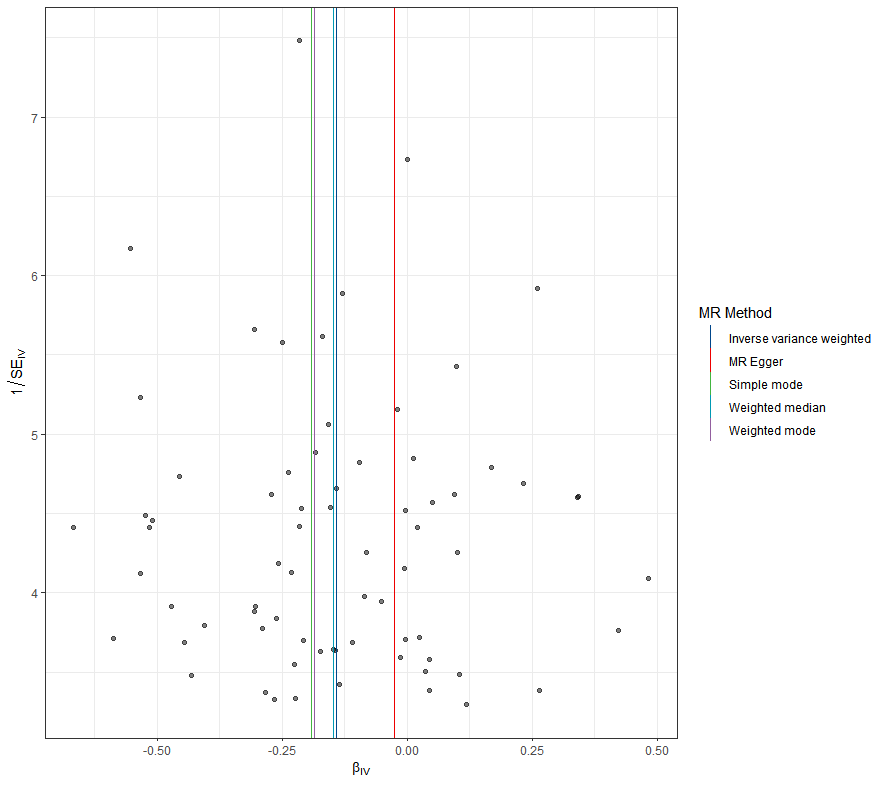 7
6
5
4
1/SE_IV
-0.50 -0.25 0.00 0.25 0.50
β_IV
MR Method
Inverse variance weighted
MR Egger
Simple mode
Weighted median
Weighted mode